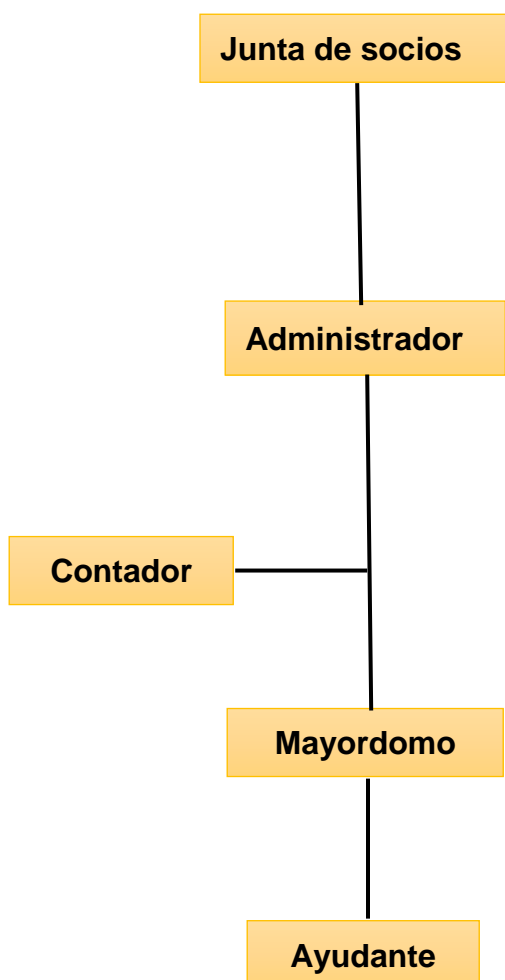 Junta de socios
Administrador
Contador
Mayordomo
Ayudante